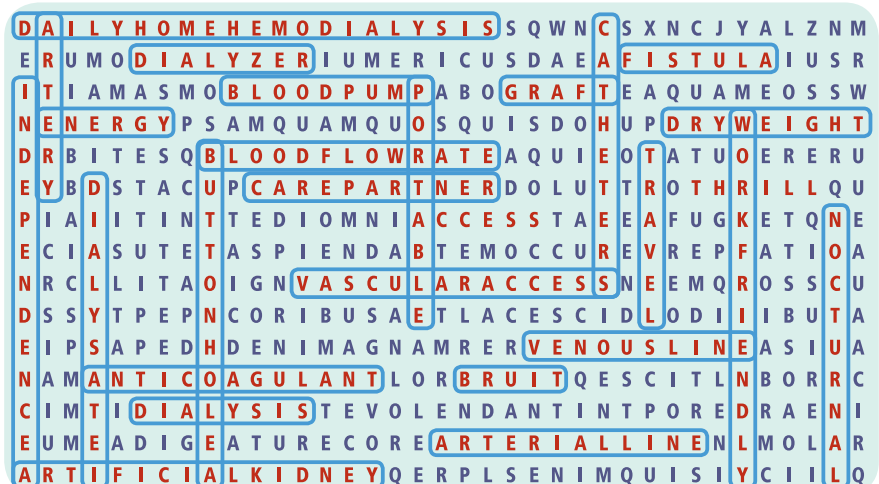 DAILYHOMEHEMODIALYSISSQWNCSXNCJYALZNM
ERUMODIALYZERIUMERICUSDAEAFISTULAIUSR
ITIAMASMOBLOODPUMPABOGRAFTEAQUAMEOSSW
NENERGYPSAMQUAMQUOSQUISDOHUPDRYWEIGHT
DRBITESQBLOODFLOWRATEAQUIEOTATUOERERU
EYBDSTACUPCAREPARTNERDOLUTTROTHRILLQU
PIAIITINTTEDIOMNIACCESSTAEEAFUGKETQNE
ECIASUTETASPIENDABTEMOCCUREVREPFATIOA
NRCLLITAOIGNVASCULARACCESSNEEMQROSSCU
DSSYTPEPNCORIBUSAETLACESCIDLODIIIBUTA
EIPSAPEDHDENIMAGNAMRERVENOUSLINEASIUA
NAMANTICOAGULANTLORBRUITQESCITLNBORRC
CIMTIDIALYSISTEVOLENDANTINTPOREDRAENI
EUMEADIGEATURECOREARTERIALLINENLMOLAR
ARTIFICIALKIDNEYQERPLSENIMQUISIYCIILQ